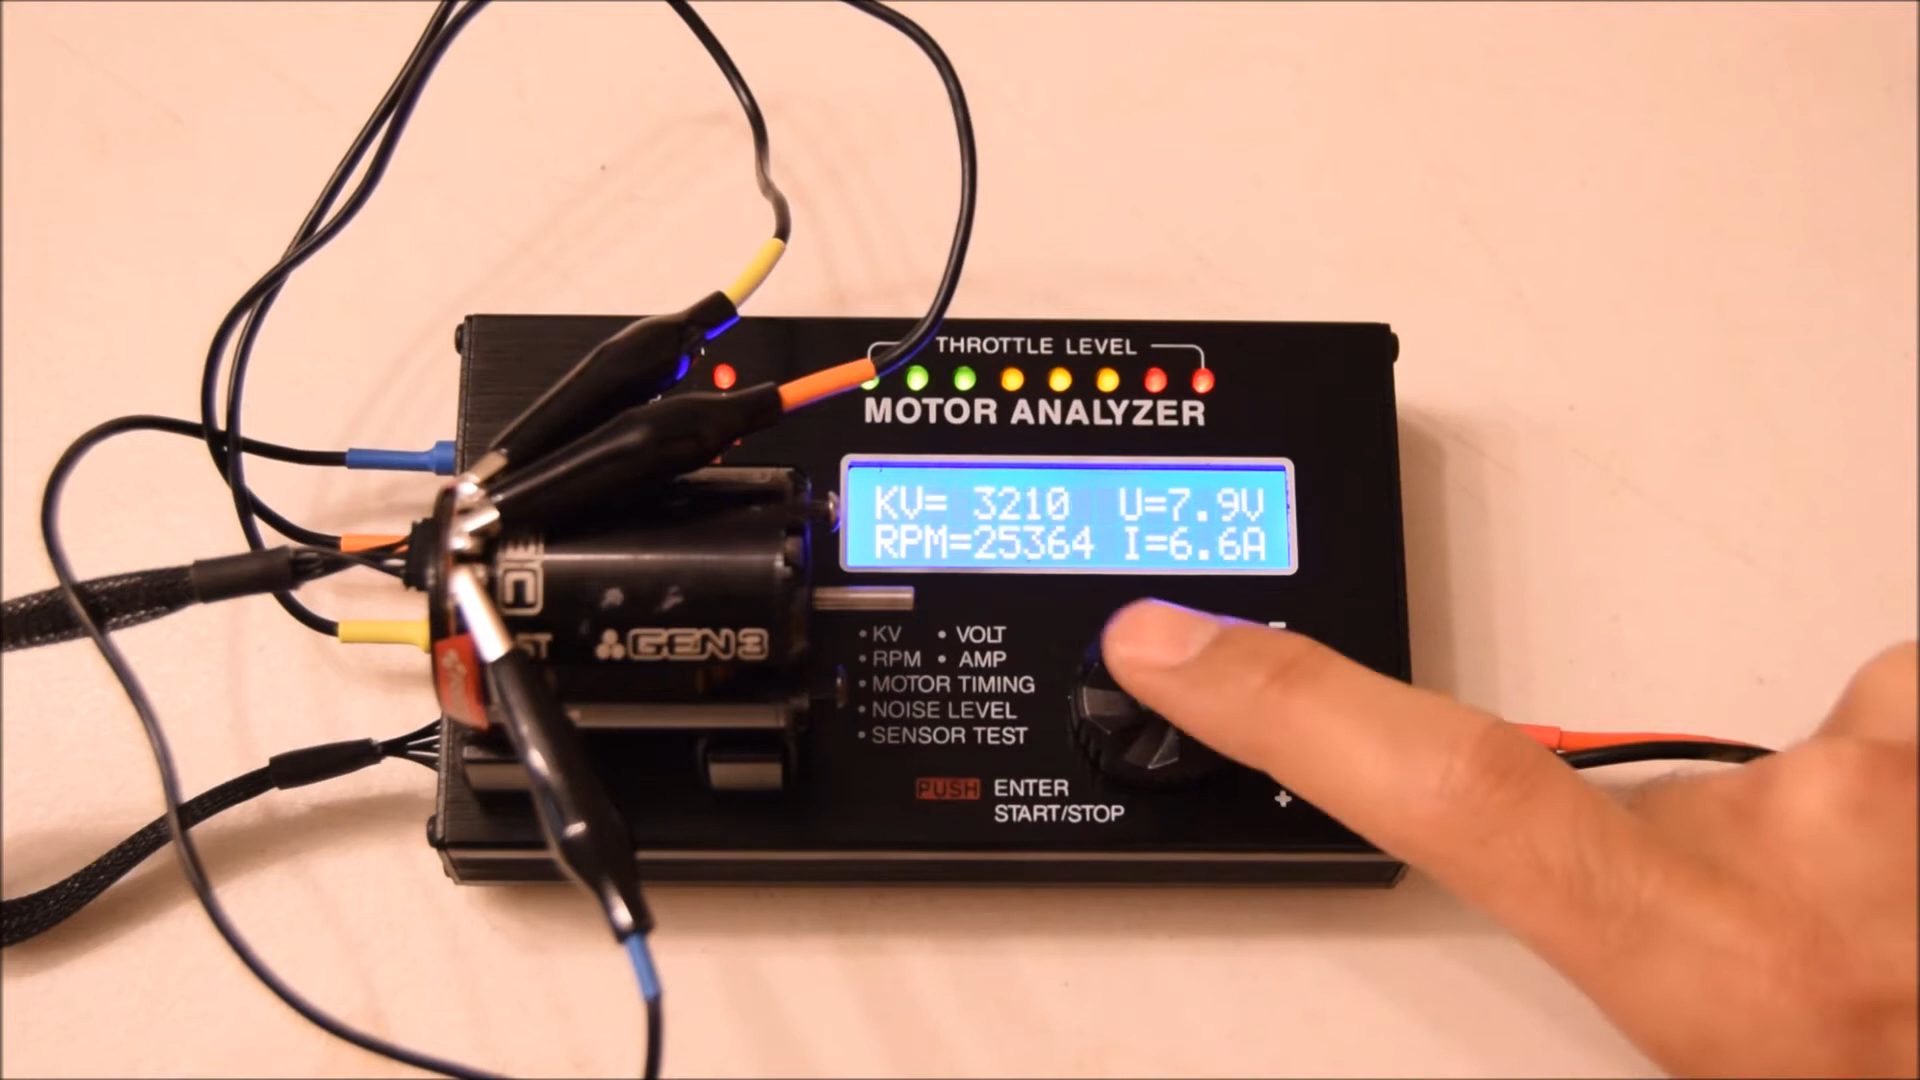 THROTTLE LEVEL
MOTOR ANALYZER
KV= 3210 U=7.9V
RPM=25364 I=6.6A
• KV • VOLT
• RPM • AMP
• MOTOR TIMING
• NOISE LEVEL
• SENSOR TEST
PUSH ENTER
START/STOP
GEN3
+